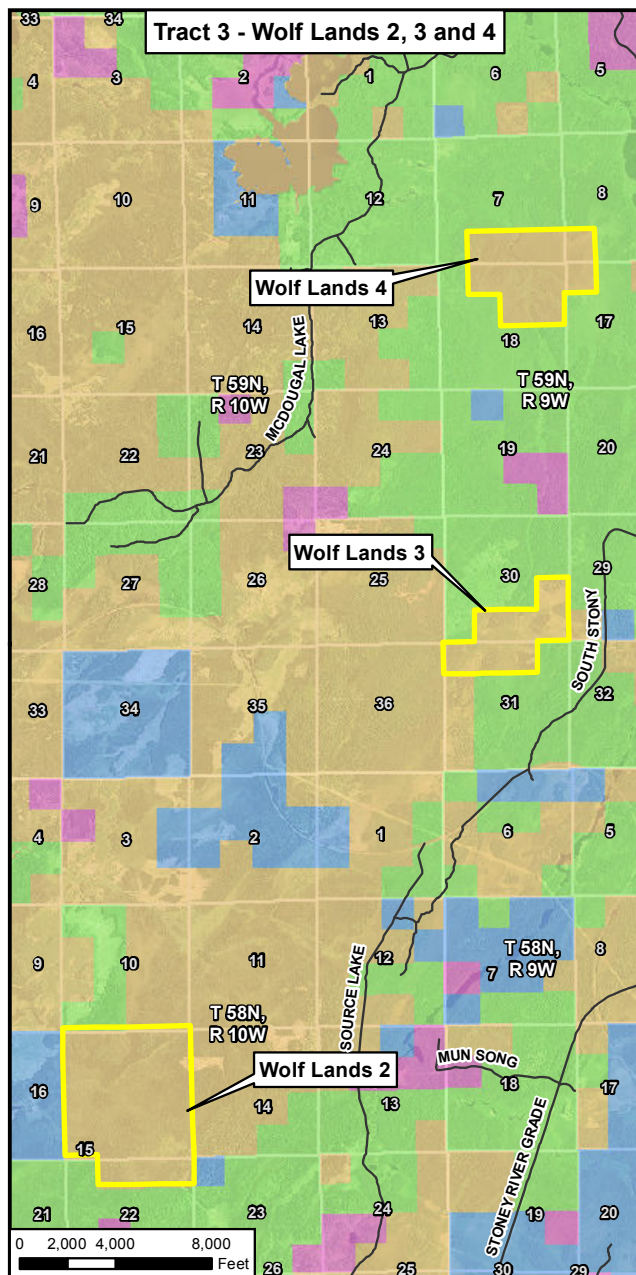 33 34
Tract 3 - Wolf Lands 2, 3 and 4
4 3 2 1 6 5
9 10 11 12 7 8
Wolf Lands 4
16 15 14 13 18 17
MCDOUGAL LAKE
T 59N,
R 10W
T 59N,
R 9W
21 22 23 24 19 20
Wolf Lands 3
28 27 26 25 30 29
SOUTH STONY
33 34 35 36 31 32
4 3 2 1 6 5
9 10 11 12 7 8
T 58N,
R 9W
T 58N,
R 10W
SOURCE LAKE
MUN SONG
Wolf Lands 2
16 15 14 13 18 17
STONEY RIVER GRADE
21 22 23 24 19 20
0 2,000 4,000 8,000
Feet
26 25 30 29